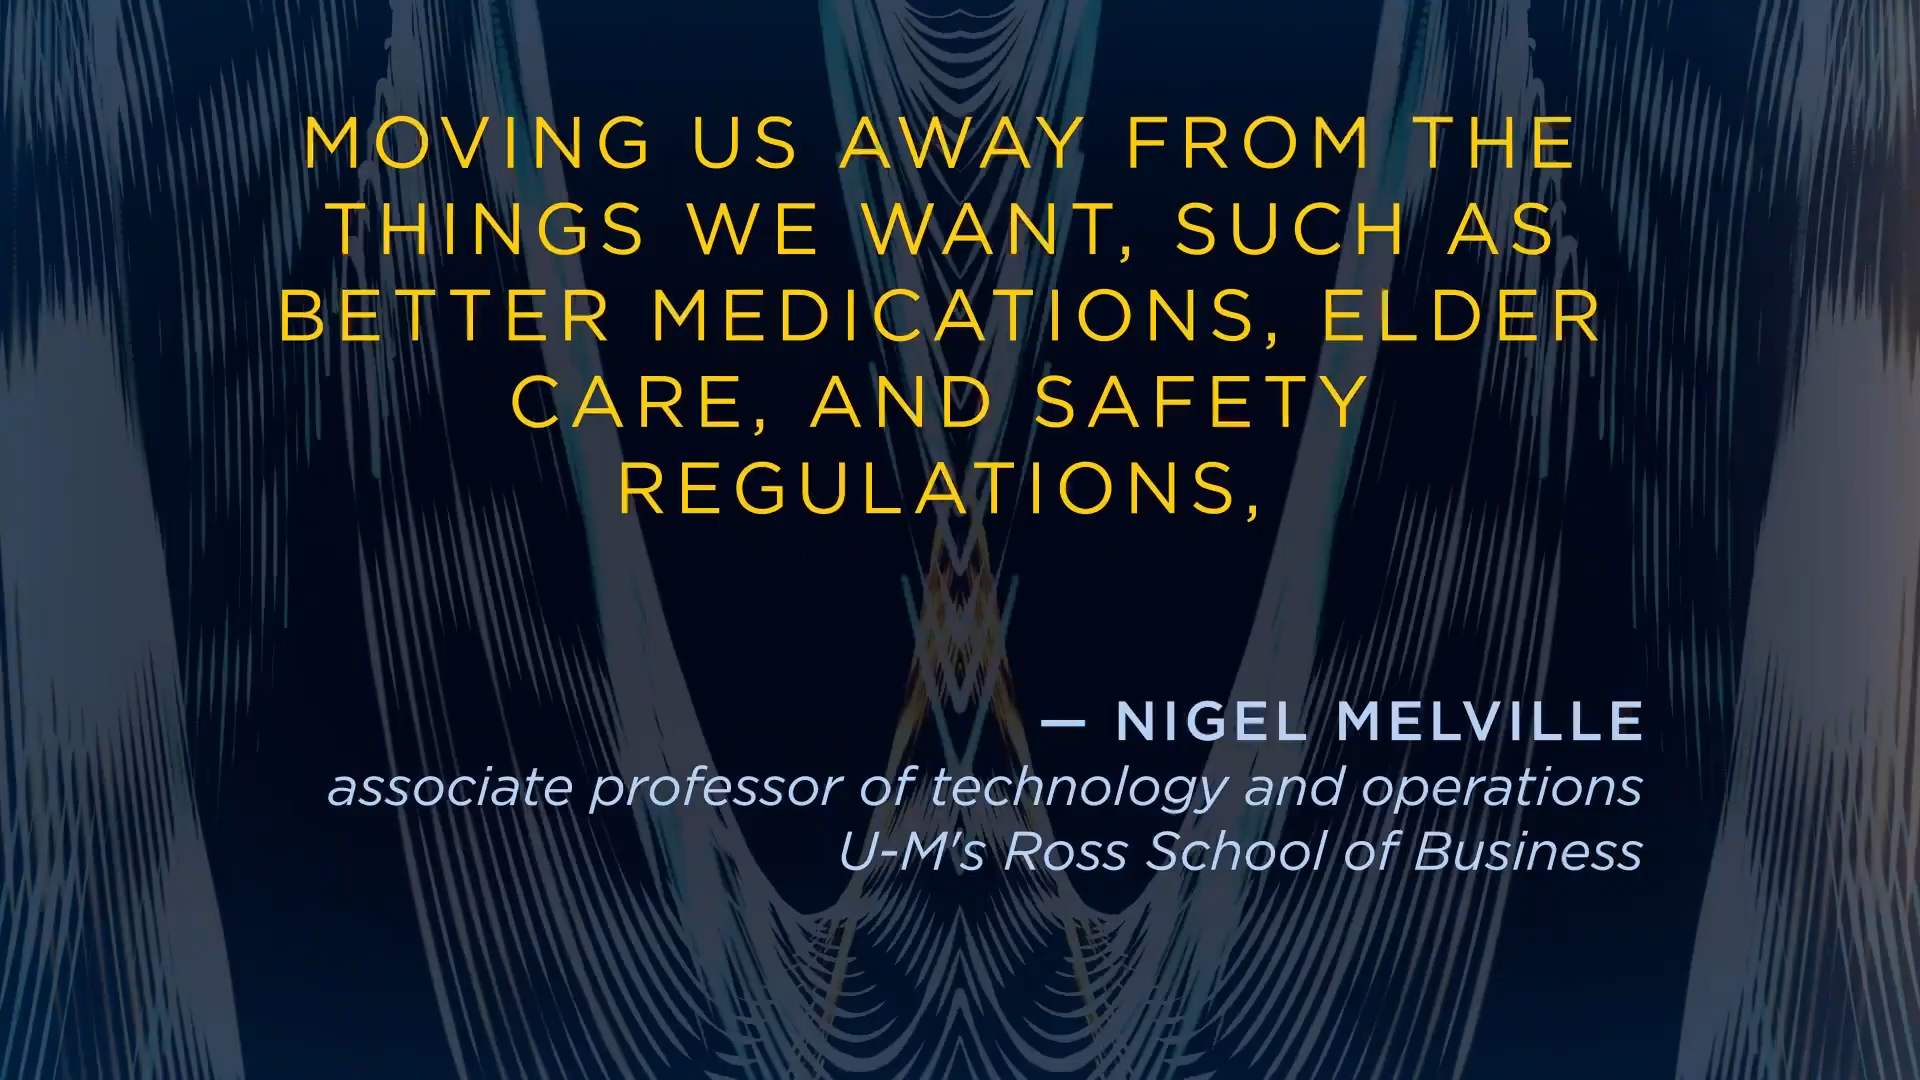 MOVING US AWAY FROM THE
THINGS WE WANT, SUCH AS
BETTER MEDICATIONS, ELDER
CARE, AND SAFETY
REGULATIONS,
— NIGEL MELVILLE
associate professor of technology and operations
U-M's Ross School of Business